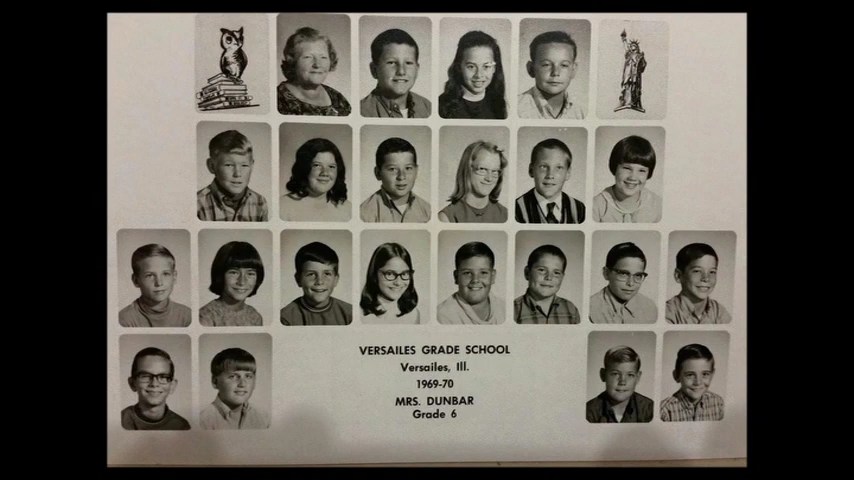 VERSAILES GRADE SCHOOL
Versailes, Ill.
1969-70
MRS. DUNBAR
Grade 6